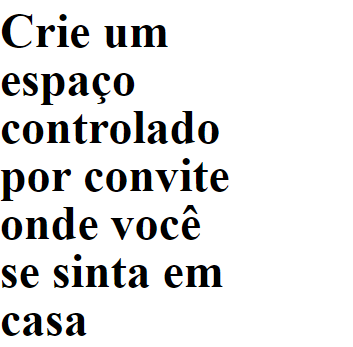 Crie um
espaço
controlado
por convite
onde você
se sinta em
casa